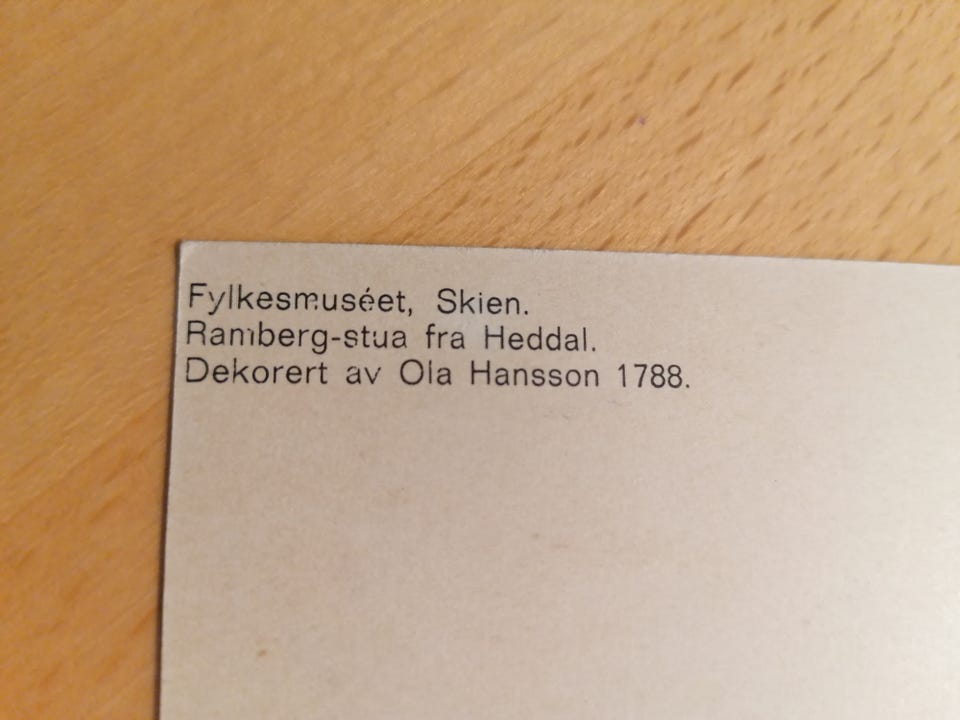 Fylkesmuséet, Skien.
Ramberg-stua fra Heddal.
Dekorert av Ola Hansson 1788.